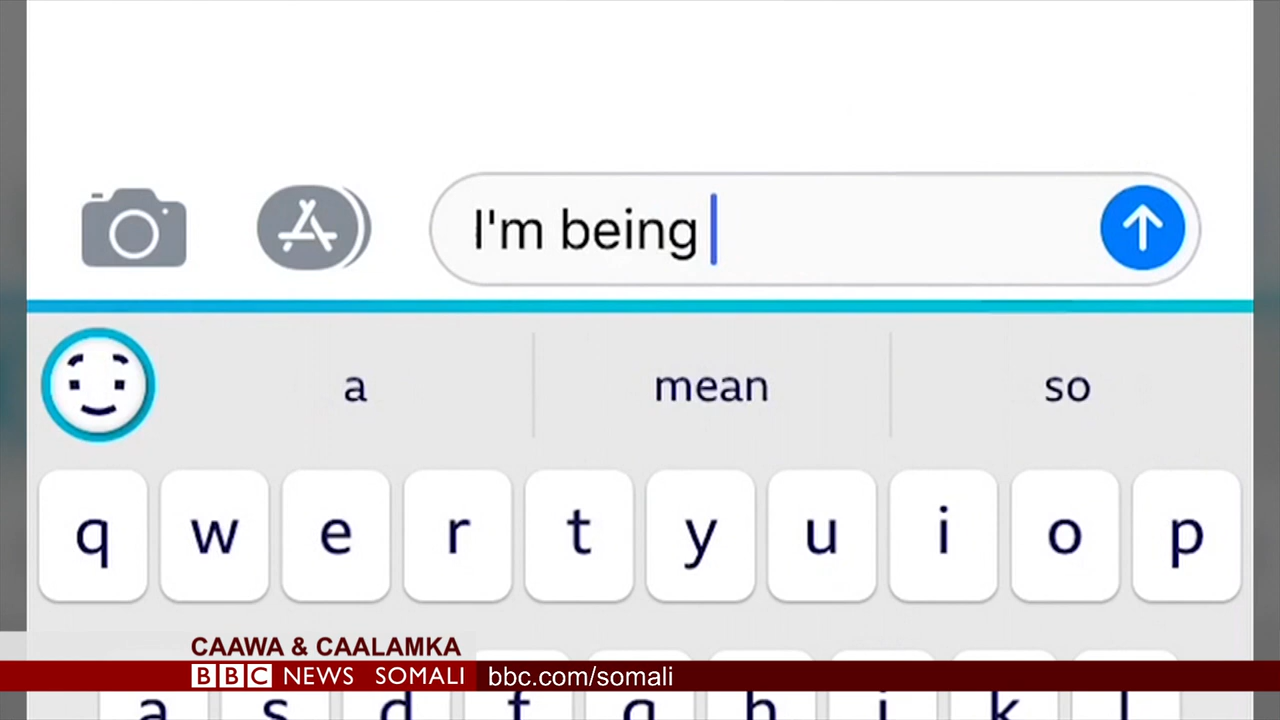 I'm being
a mean so
q w e r t y u i o p
CAAWA & CAALAMKA
BBC NEWS SOMALI bbc.com/somali
a s d f g h j k l